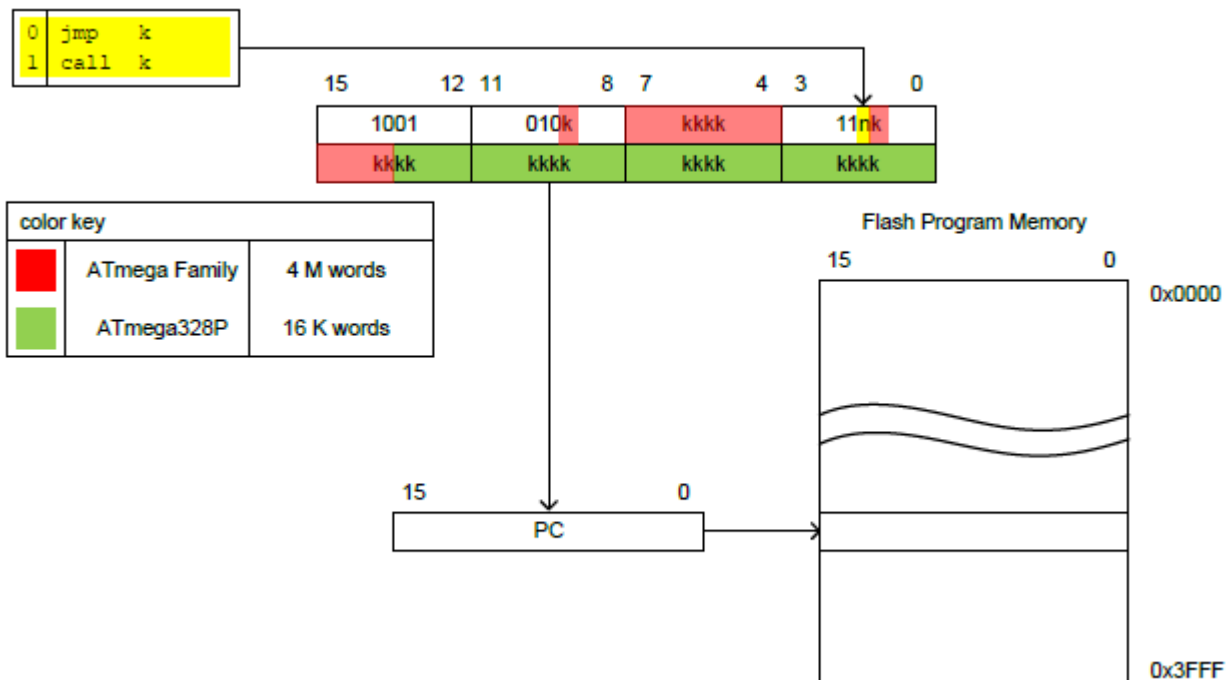 0 jmp k
1 call k
15 12 11 8 7 4 3 0
1001 010k kkkk 11nk
kkkk kkkk kkkk kkkk
color key
ATmega Family 4 M words
ATmega328P 16 K words
Flash Program Memory
15 0
0x0000
15 0
PC
0x3FFF